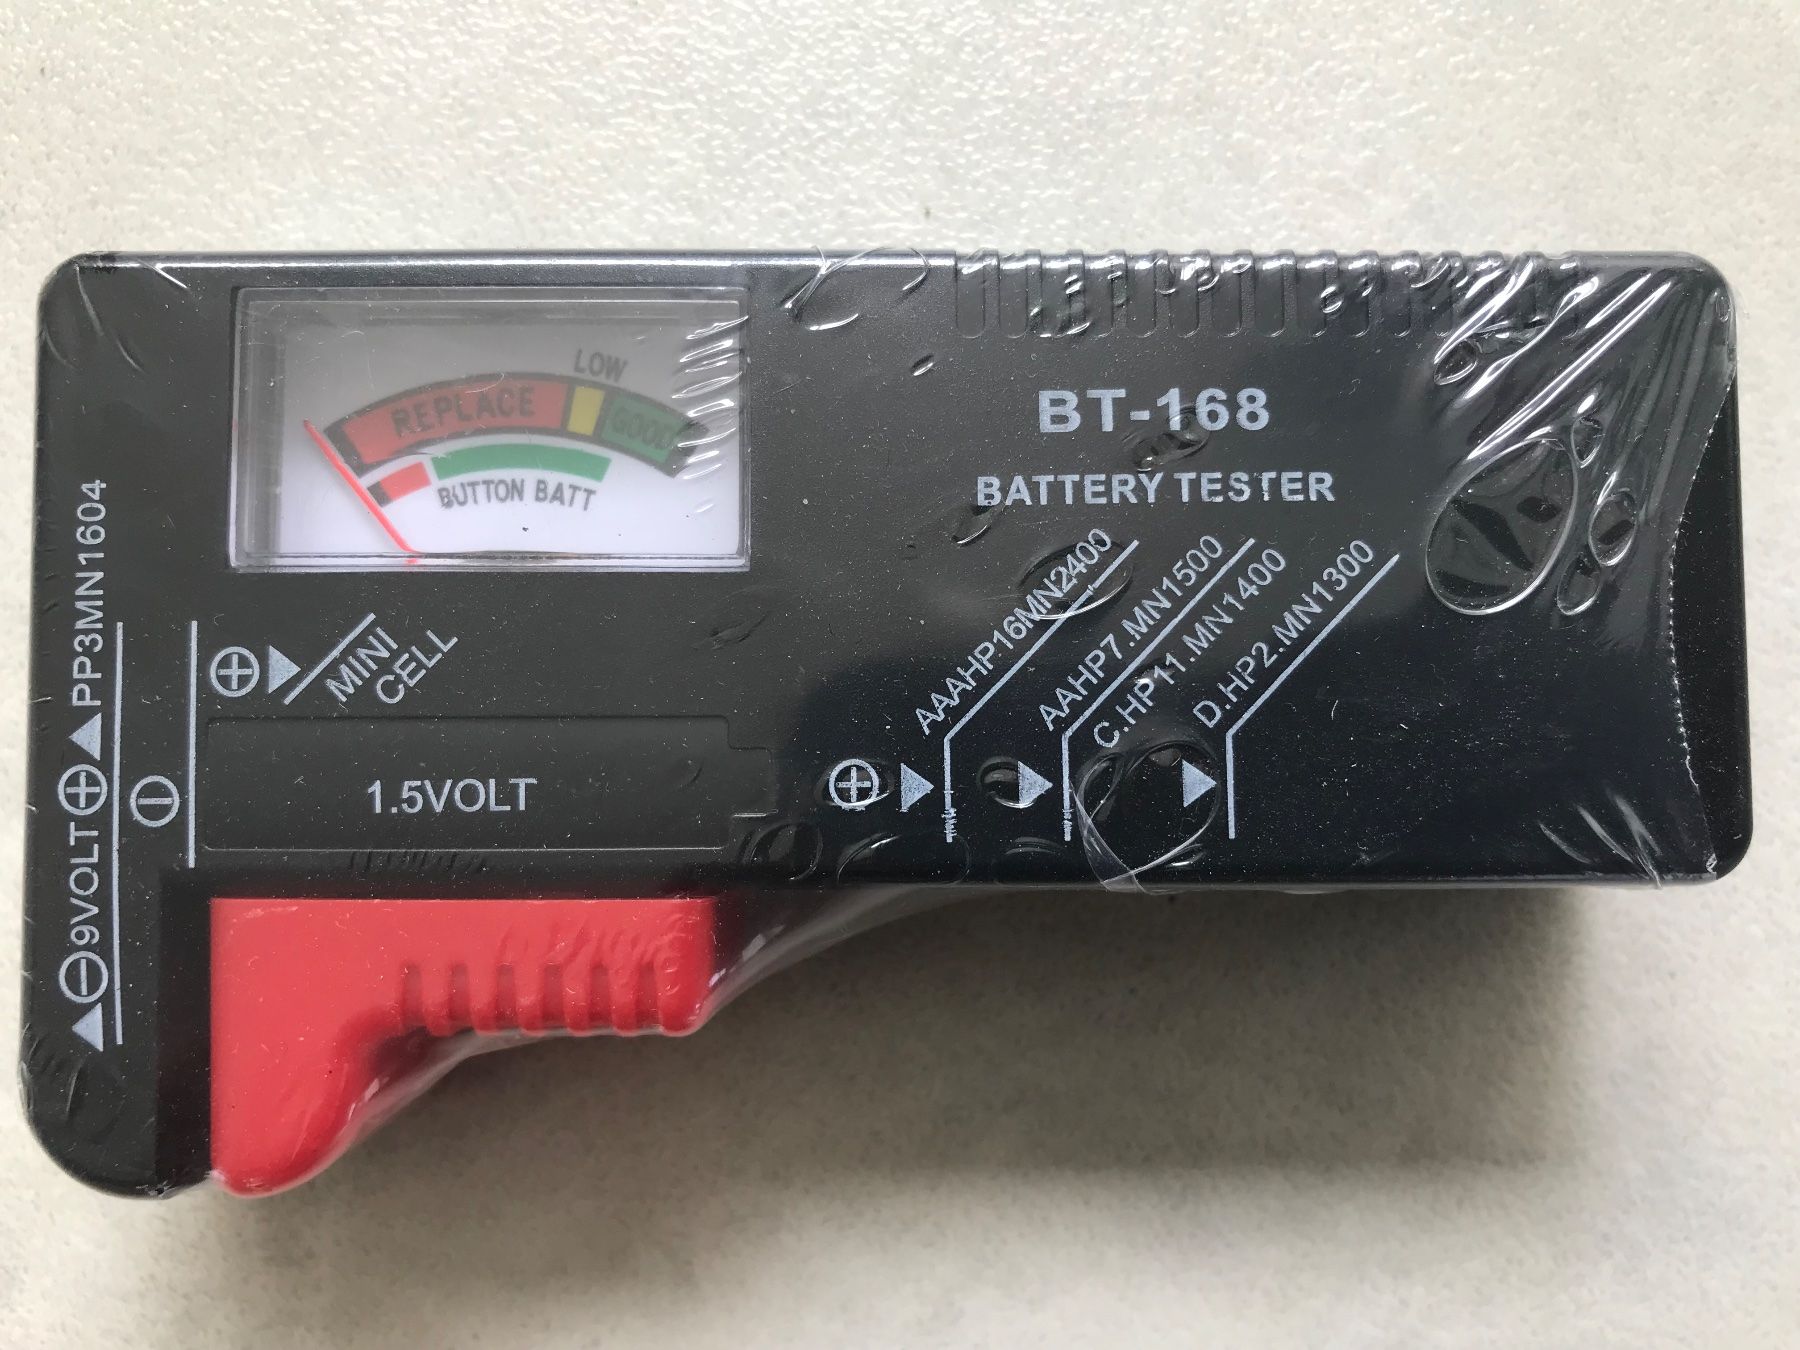 LOW
REPLACE
GOOD
BUTTON BATT
BT-168
BATTERY TESTER
PP3MN1604
9VOLT
MINI
CELL
1.5VOLT
AAAHP16MN2400
AAHP7.MN1500
C.HP11.MN1400
D.HP2.MN1300